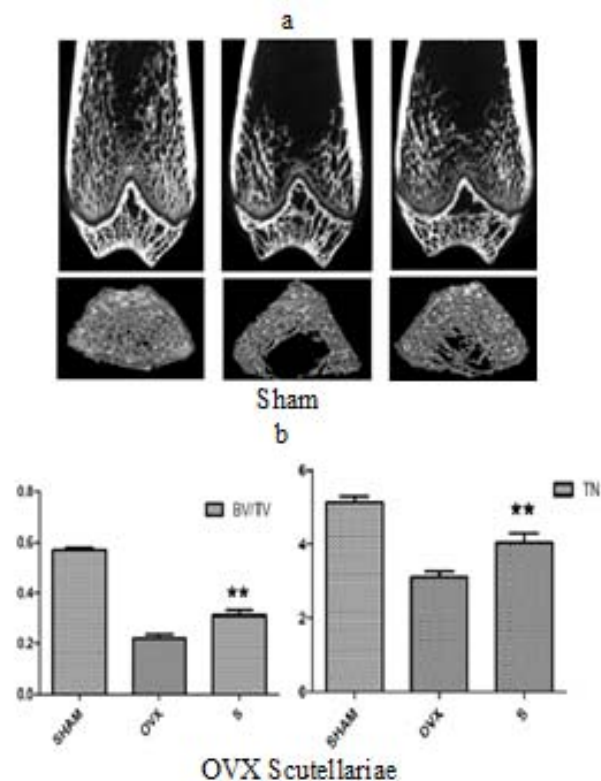 a
Sham
b
0.8
0.6
0.4
0.2
0.0
BV/TV
**
SHAM
OVX
S
6
4
2
0
TN
**
SHAM
OVX
S
OVX Scutellariae